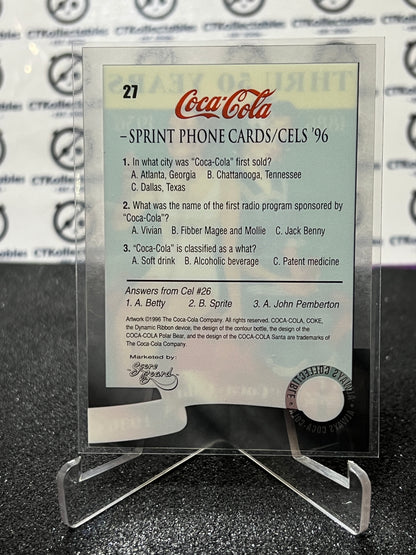 27
Coca-Cola
–SPRINT PHONE CARDS/CELS '96
1. In what city was "Coca-Cola" first sold?
A. Atlanta, Georgia B. Chattanooga, Tennessee
C. Dallas, Texas
2. What was the name of the first radio program sponsored by
"Coca-Cola"?
A. Vivian B. Fibber Magee and Mollie C. Jack Benny
3. "Coca-Cola" is classified as a what?
A. Soft drink B. Alcoholic beverage C. Patent medicine
Answers from Cel #26
1. A. Betty 2. B. Sprite 3. A. John Pemberton
Artwork ©1996 The Coca-Cola Company. All rights reserved. COCA-COLA, COKE,
the Dynamic Ribbon device, the design of the contour bottle, the design of the
COCA-COLA Polar Bear, and the design of the COCA-COLA Santa are trademarks of
The Coca-Cola Company.
Marketed by:
Score Board
THRU 50 YEARS
CTKollectables